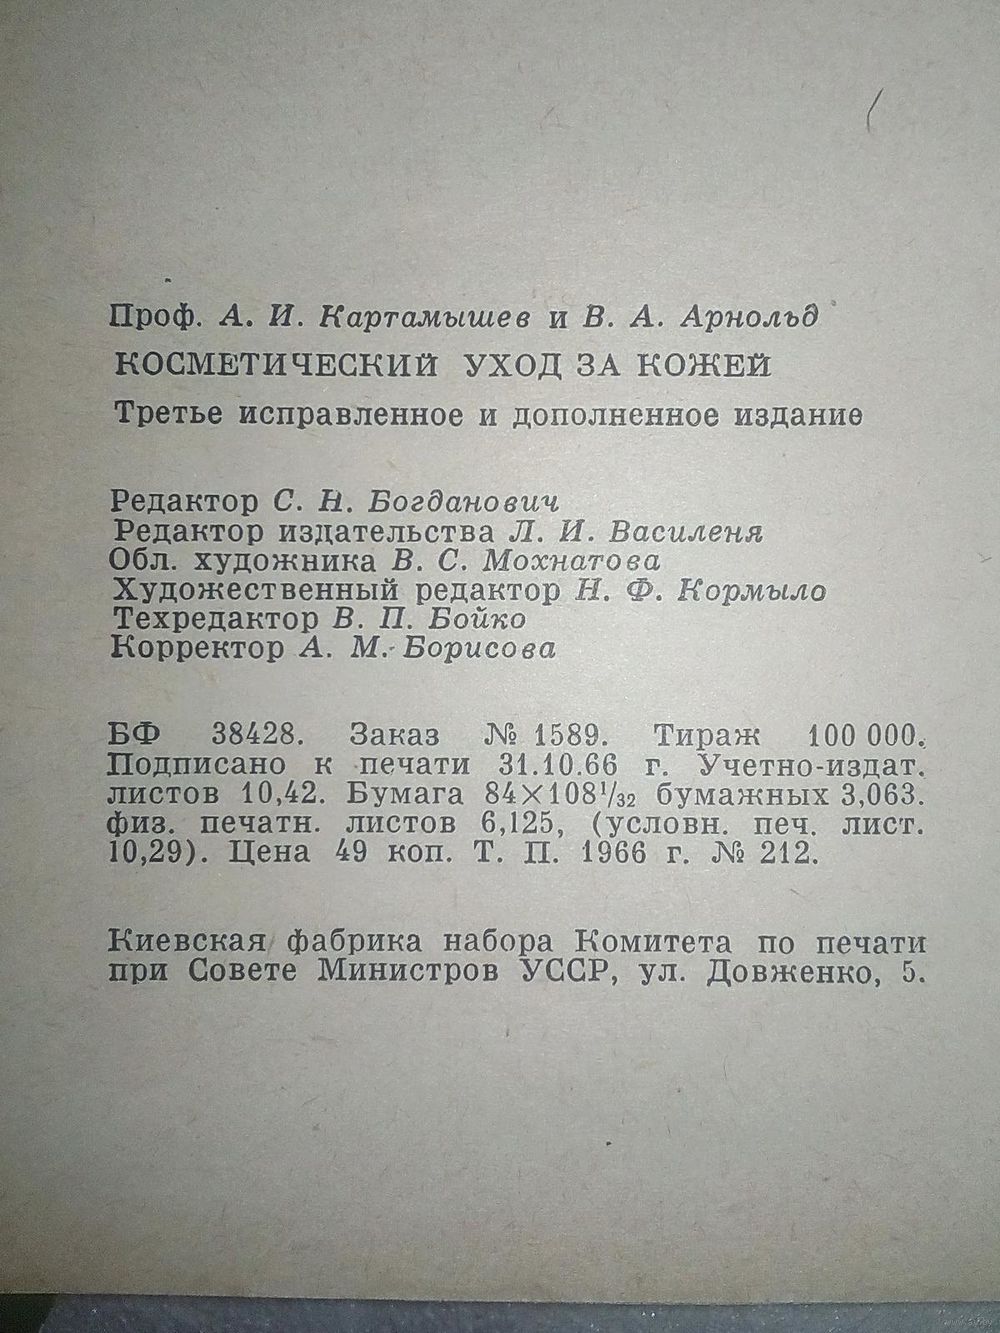 Проф. А. И. Картамышев и В. А. Арнольд
КОСМЕТИЧЕСКИЙ УХОД ЗА КОЖЕЙ
Третье исправленное и дополненное издание
Редактор С. Н. Богданович
Редактор издательства Л. И. Василеня
Обл. художника В. С. Мохнатова
Художественный редактор Н. Ф. Кормыло
Техредактор В. П. Бойко
Корректор А. М. Борисова
БФ 38428. Заказ № 1589. Тираж 100 000.
Подписано к печати 31.10.66 г. Учетно-издат.
листов 10,42. Бумага 84×108¹/₃₂ бумажных 3,063.
физ. печатн. листов 6,125, (условн. печ. лист.
10,29). Цена 49 коп. Т. П. 1966 г. № 212.
Киевская фабрика набора Комитета по печати
при Совете Министров УССР, ул. Довженко, 5.